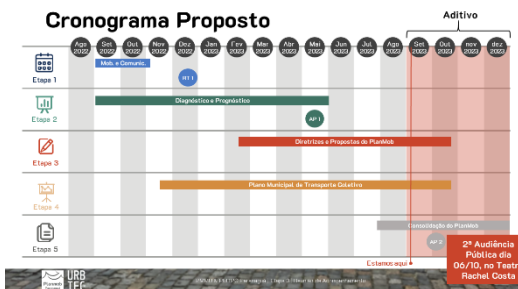 Cronograma Proposto
Aditivo
Ago 2022
Set 2022
Out 2022
Nov 2022
Dez 2022
Jan 2023
Fev 2023
Mar 2023
Abr 2023
Mai 2023
Jun 2023
Jul 2023
Ago 2023
Set 2023
Out 2023
nov 2023
dez 2023
Mob. e Comunic.
RT 1
Etapa 1
Diagnóstico e Prognóstico
AP 1
Etapa 2
Diretrizes e Propostas do PlanMob
Etapa 3
Plano Municipal de Transporte Coletivo
Etapa 4
Consolidação do PlanMob
AP 2
Etapa 5
Estamos aqui
2ª Audiência
Pública dia
06/10, no Teatr
Rachel Costa
URB
TEC
PlanMob